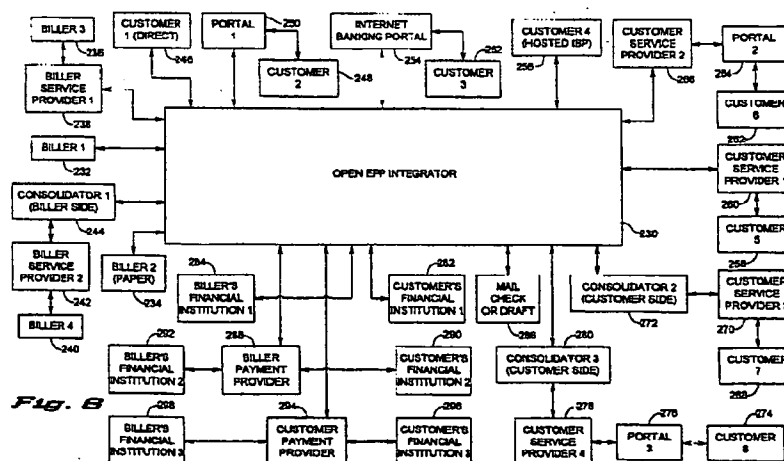 BILLER 3
236
BILLER
SERVICE
PROVIDER 1
238
BILLER 1
232
CONSOLIDATOR 1
(BILLER SIDE)
244
BILLER
SERVICE
PROVIDER 2
242
BILLER 4
240
BILLER 2
(PAPER)
234
CUSTOMER
1 (DIRECT)
246
PORTAL
1
250
CUSTOMER
2
248
INTERNET
BANKING PORTAL
254
CUSTOMER
3
252
CUSTOMER 4
(HOSTED IBP)
256
CUSTOMER
SERVICE
PROVIDER 2
266
PORTAL
2
264
CUSTOMER
6
262
CUSTOMER
SERVICE
PROVIDER
260
CUSTOMER
5
258
CUSTOMER
SERVICE
PROVIDER
270
CUSTOMER
7
268
OPEN EPP INTEGRATOR
230
284
BILLER'S
FINANCIAL
INSTITUTION 1
282
CUSTOMER'S
FINANCIAL
INSTITUTION 1
MAIL
CHECK
OR DRAFT
286
CONSOLIDATOR 2
(CUSTOMER SIDE)
272
292
BILLER'S
FINANCIAL
INSTITUTION 2
288
BILLER
PAYMENT
PROVIDER
290
CUSTOMER'S
FINANCIAL
INSTITUTION 2
280
CONSOLIDATOR 3
(CUSTOMER SIDE)
298
BILLER'S
FINANCIAL
INSTITUTION 3
294
CUSTOMER
PAYMENT
PROVIDER
296
CUSTOMER'S
FINANCIAL
INSTITUTION 3
278
CUSTOMER
SERVICE
PROVIDER 4
276
PORTAL
3
274
CUSTOMER
8
Fig. 6